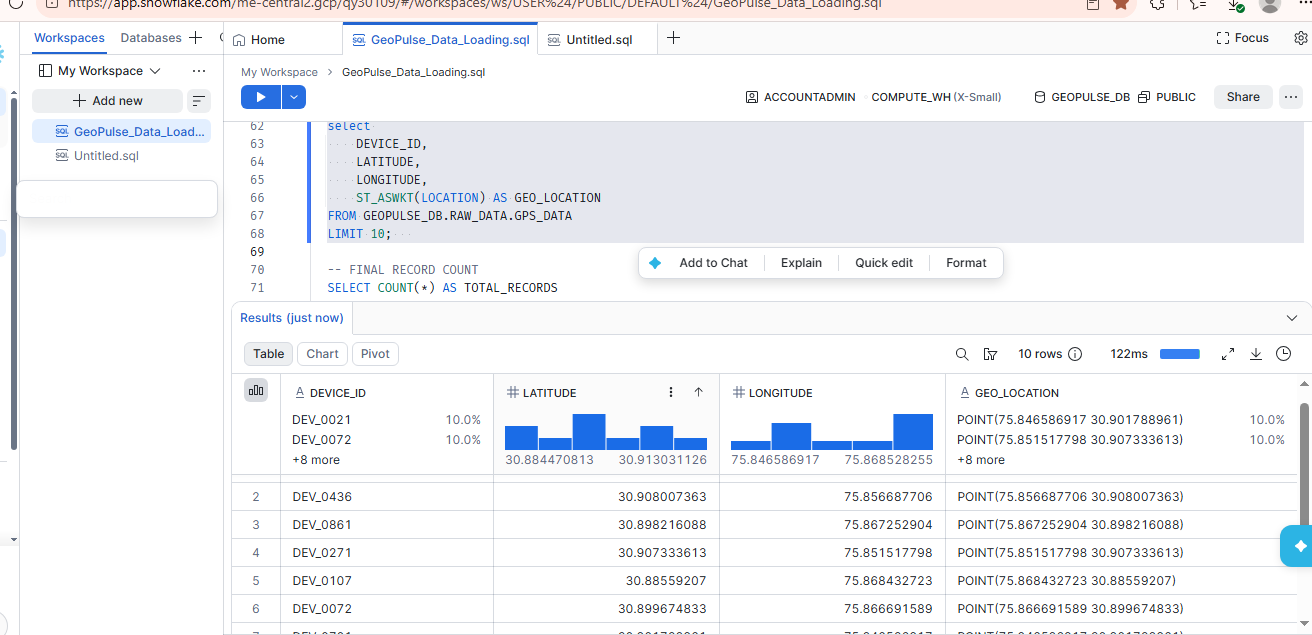 https://app.snowflake.com/me-central2.gcp/qy30109/#/workspaces/ws/USER%24/PUBLIC/DEFAULT%24/GeoPulse_Data_Loading.sql
Workspaces Databases
Home
GeoPulse_Data_Loading.sql
Untitled.sql
Focus
My Workspace
My Workspace > GeoPulse_Data_Loading.sql
Add new
ACCOUNTADMIN COMPUTE_WH (X-Small) GEOPULSE_DB PUBLIC Share
GeoPulse_Data_Load...
Untitled.sql
62 select
63 DEVICE_ID,
64 LATITUDE,
65 LONGITUDE,
66 ST_ASWKT(LOCATION) AS GEO_LOCATION
67 FROM GEOPULSE_DB.RAW_DATA.GPS_DATA
68 LIMIT 10;
69
70 -- FINAL RECORD COUNT
71 SELECT COUNT(*) AS TOTAL_RECORDS
Add to Chat Explain Quick edit Format
Results (just now)
Table Chart Pivot
10 rows 122ms
DEVICE_ID LATITUDE LONGITUDE GEO_LOCATION
DEV_0021 10.0% POINT(75.846586917 30.901788961) 10.0%
DEV_0072 10.0% POINT(75.851517798 30.907333613) 10.0%
+8 more 30.884470813 30.913031126 75.846586917 75.868528255 +8 more
2 DEV_0436 30.908007363 75.856687706 POINT(75.856687706 30.908007363)
3 DEV_0861 30.898216088 75.867252904 POINT(75.867252904 30.898216088)
4 DEV_0271 30.907333613 75.851517798 POINT(75.851517798 30.907333613)
5 DEV_0107 30.88559207 75.868432723 POINT(75.868432723 30.88559207)
6 DEV_0072 30.899674833 75.866691589 POINT(75.866691589 30.899674833)